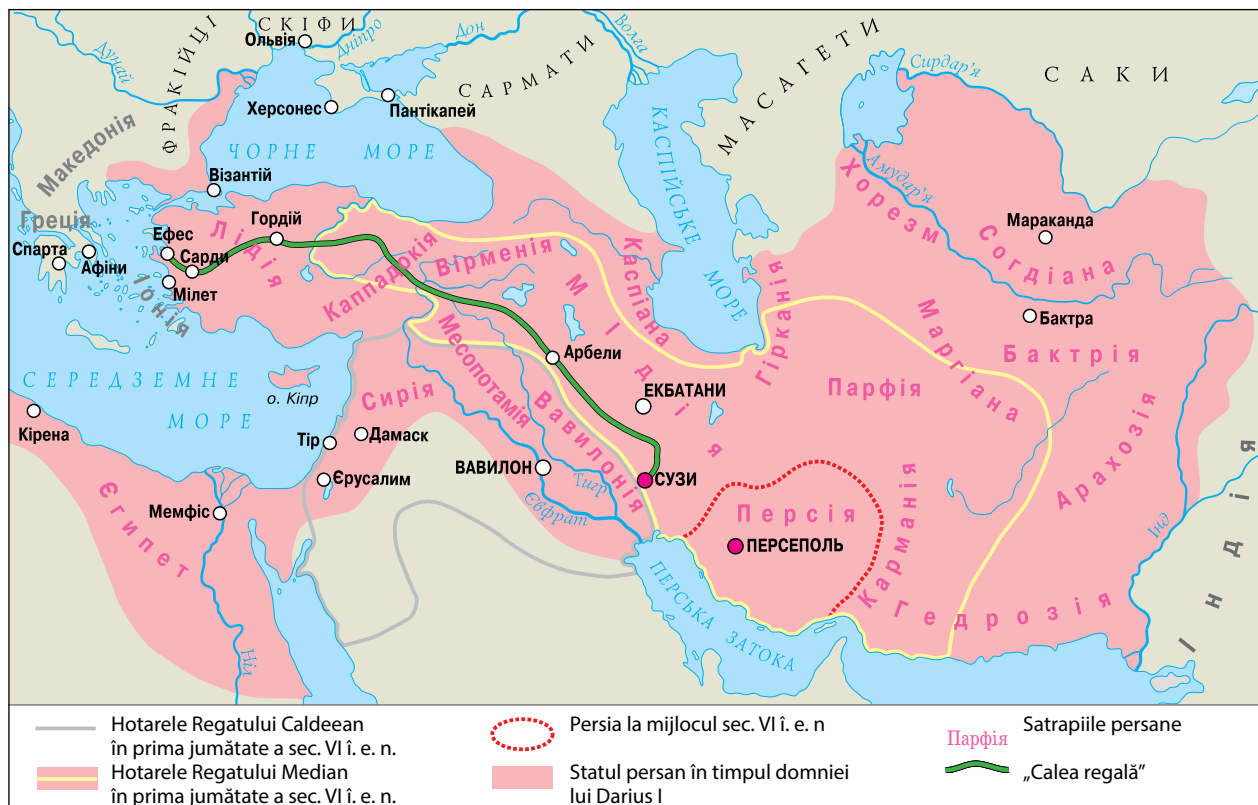 СКІФИ
Ольвія
Дніпро
Дон
Волга
Дунай
ФРАКІЙЦІ
САРМАТИ
МАСАГЕТИ
Сирдар'я
САКИ
Херсонес
Пантікапей
Македонія
ЧОРНЕ МОРЕ
КАСПІЙСЬКЕ МОРЕ
Амудар'я
Хорезм
Візантій
Греція
Спарта
Афіни
Ефес
Сарди
Мілет
Іонія
Лідія
Гордій
Каппадокія
Вірменія
Каспіана
Мідія
Гірканія
Мараканда
Согдіана
Маргіана
Бактра
Бактрія
СЕРЕДЗЕМНЕ МОРЕ
о. Кіпр
Сирія
Месопотамія
Арбели
ЕКБАТАНИ
Парфія
Арахозія
Кірена
Тір
Дамаск
Єрусалим
ВАВИЛОН
Вавилонія
Тигр
Євфрат
СУЗИ
Єгипет
Мемфіс
Ніл
Персія
ПЕРСЕПОЛЬ
Карманія
Гедрозія
Інд
Індія
ПЕРСЬКА ЗАТОКА
Hotarele Regatului Caldeean
în prima jumătate a sec. VI î. e. n.
Hotarele Regatului Median
în prima jumătate a sec. VI î. e. n.
Persia la mijlocul sec. VI î. e. n
Statul persan în timpul domniei
lui Darius I
Парфія
Satrapiile persane
„Calea regală”